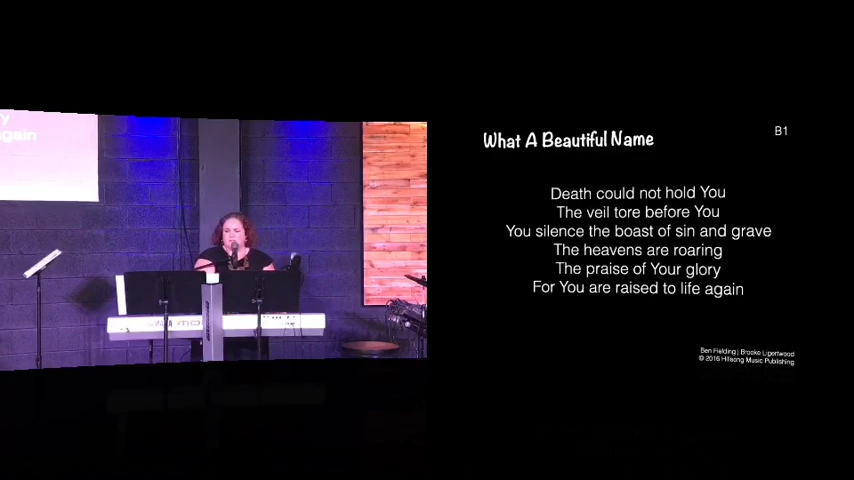 y
again
What A Beautiful Name
B1
Death could not hold You
The veil tore before You
You silence the boast of sin and grave
The heavens are roaring
The praise of Your glory
For You are raised to life again
Ben Fielding | Brooke Ligertwood
© 2016 Hillsong Music Publishing